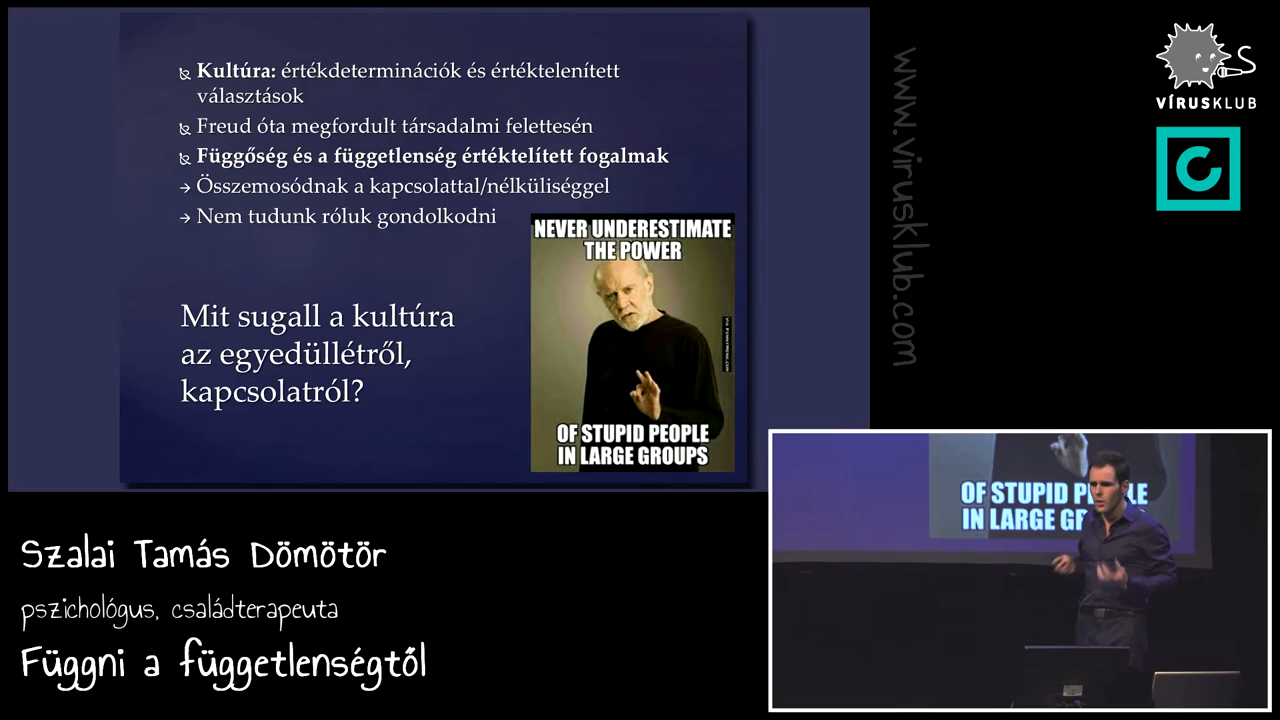 Kultúra: értékdeterminációk és értéktelenített
választások
Freud óta megfordult társadalmi felettesén
Függőség és a függetlenség értéktelített fogalmak
→ Összemosódnak a kapcsolattal/nélküliséggel
→ Nem tudunk róluk gondolkodni
NEVER UNDERESTIMATE
THE POWER
OF STUPID PEOPLE
IN LARGE GROUPS
Mit sugall a kultúra
az egyedüllétről,
kapcsolatról?
www.virusklub.com
VÍRUSKLUB
OF STUPID PE LE
IN LARGE GR S
Szalai Tamás Dömötör
pszichológus, családterapeuta
Függni a függetlenségtől